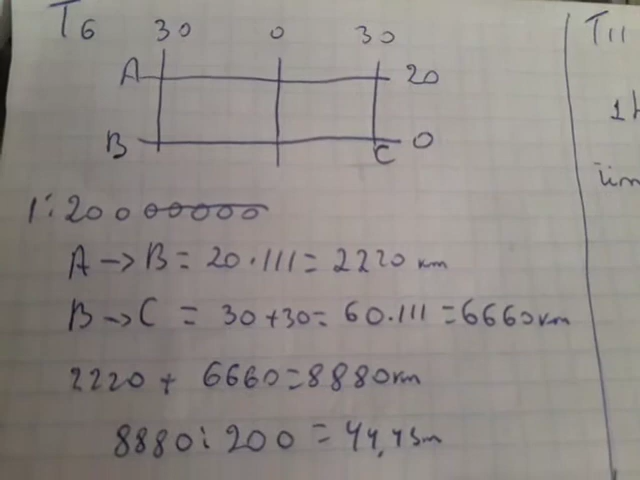 T6 30 0 30
A 20
B C 0
1:20000000
A → B = 20·111 = 2220 km
B → C = 30+30 = 60·111 = 6660 km
2220 + 6660 = 8880 km
8880 : 200 = 44,4 sm
T11